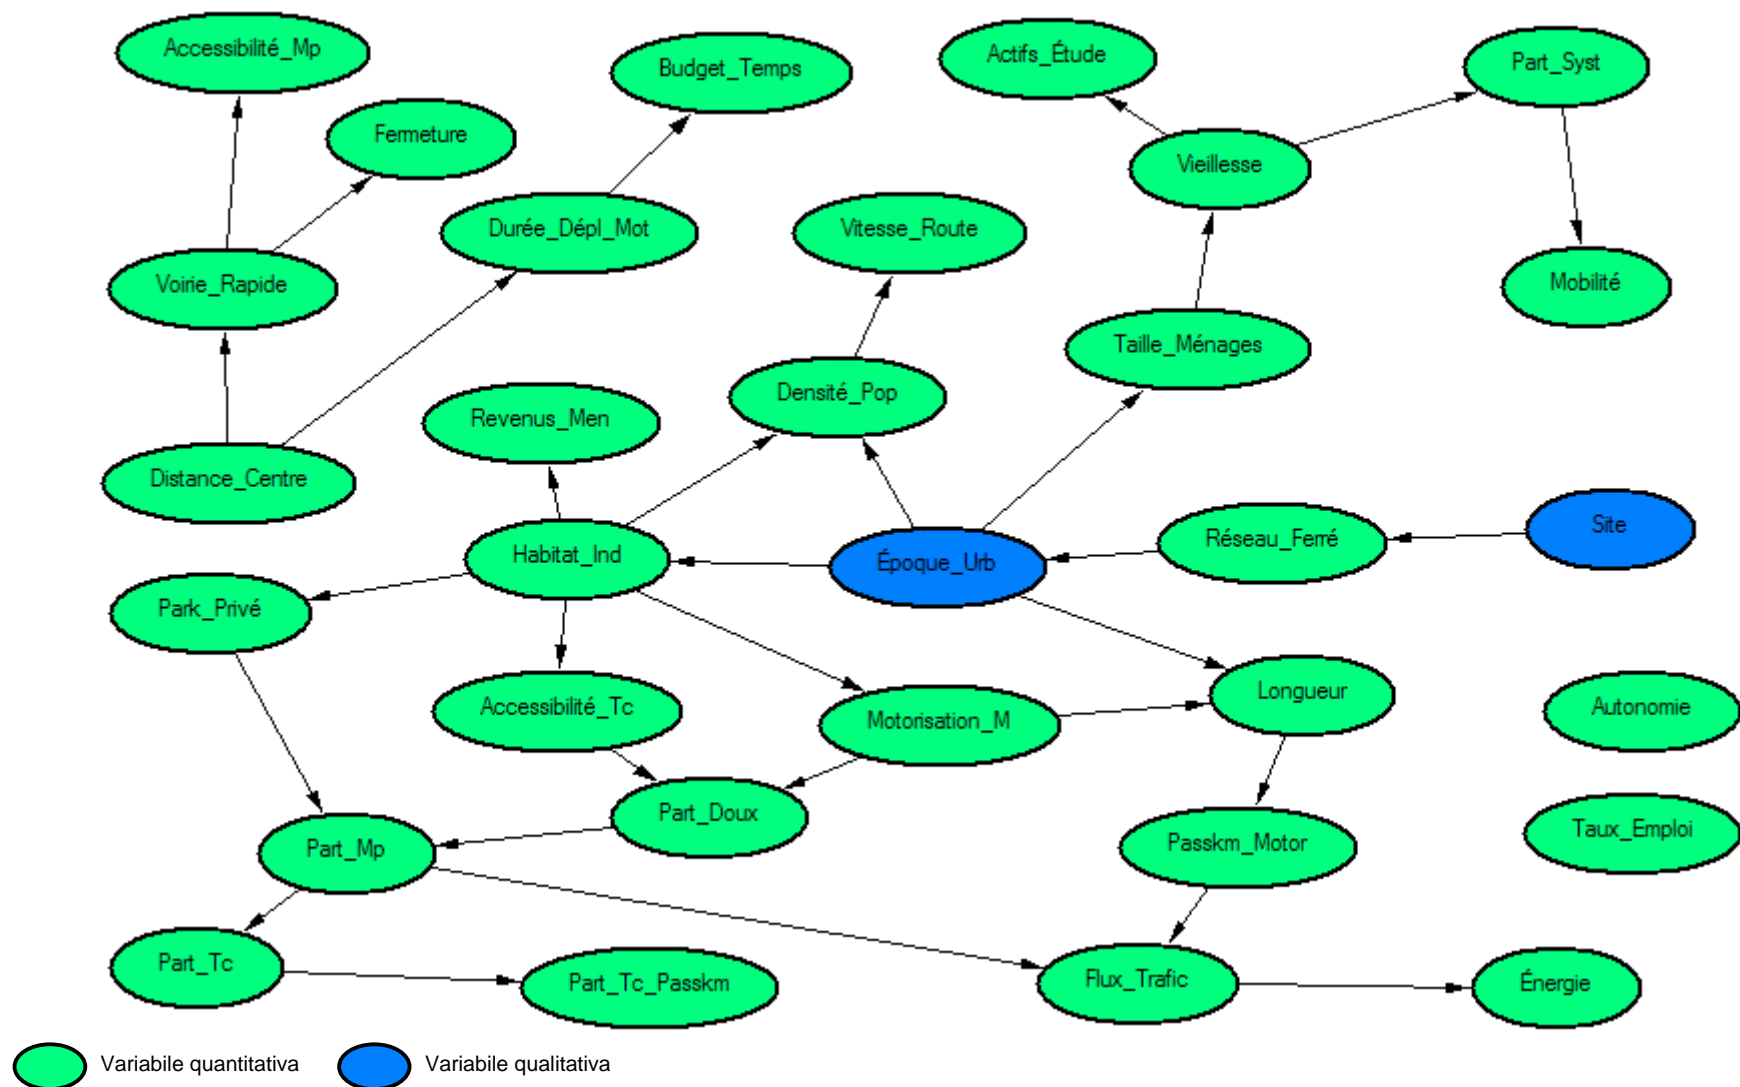 Accessibilité_Mp
Budget_Temps
Actifs_Étude
Part_Syst
Fermeture
Vieillesse
Durée_Dépl_Mot
Vitesse_Route
Voirie_Rapide
Mobilité
Taille_Ménages
Densité_Pop
Revenus_Men
Distance_Centre
Habitat_Ind
Époque_Urb
Réseau_Ferré
Site
Park_Privé
Accessibilité_Tc
Motorisation_M
Longueur
Autonomie
Part_Doux
Part_Mp
Passkm_Motor
Taux_Emploi
Part_Tc
Part_Tc_Passkm
Flux_Trafic
Énergie
Variabile quantitativa
Variabile qualitativa